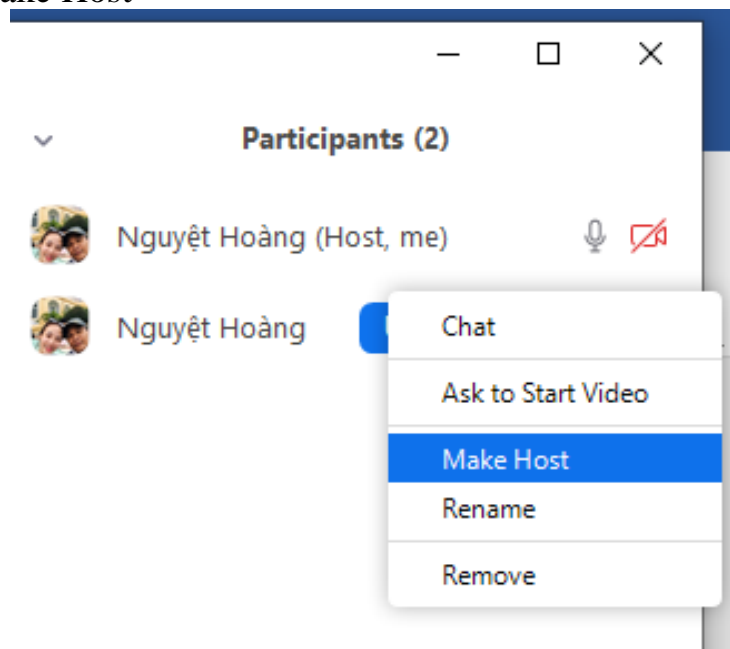 Participants (2)
Nguyệt Hoàng (Host, me)
Nguyệt Hoàng
Chat
Ask to Start Video
Make Host
Rename
Remove